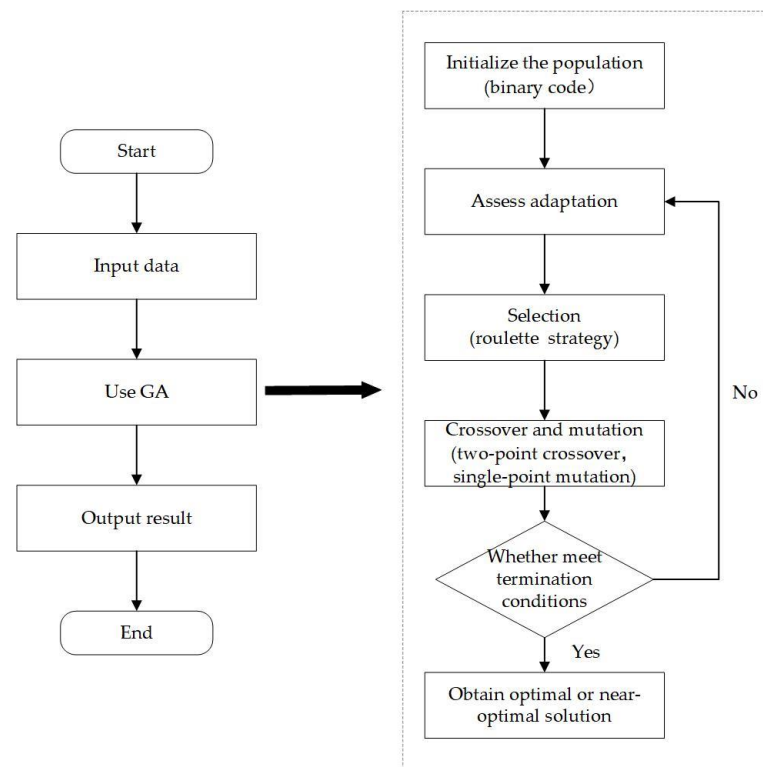 Start
Input data
Use GA
Output result
End
Initialize the population
(binary code）
Assess adaptation
Selection
(roulette strategy)
Crossover and mutation
(two-point crossover，
single-point mutation)
Whether meet
termination
conditions
No
Yes
Obtain optimal or near-
optimal solution